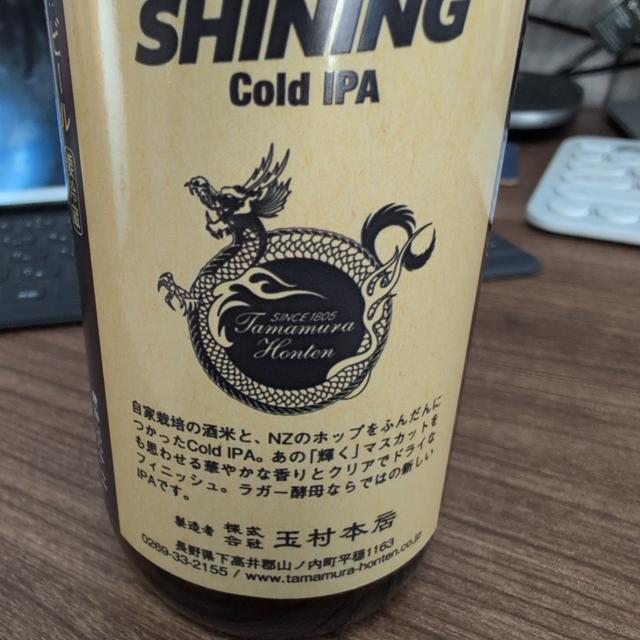 SHINING
Cold IPA
SINCE 1805
Tamamura
Honten
自家栽培の酒米と、NZのホップをふんだんに
つかったCold IPA。あの「輝く」マスカットを
も思わせる華やかな香りとクリアでドライな
フィニッシュ。ラガー酵母ならではの新しい
IPAです。
製造者 株式会社 玉村本店
長野県下高井郡山ノ内町平穏1163
0269-33-2155 / www.tamamura-honten.co.jp